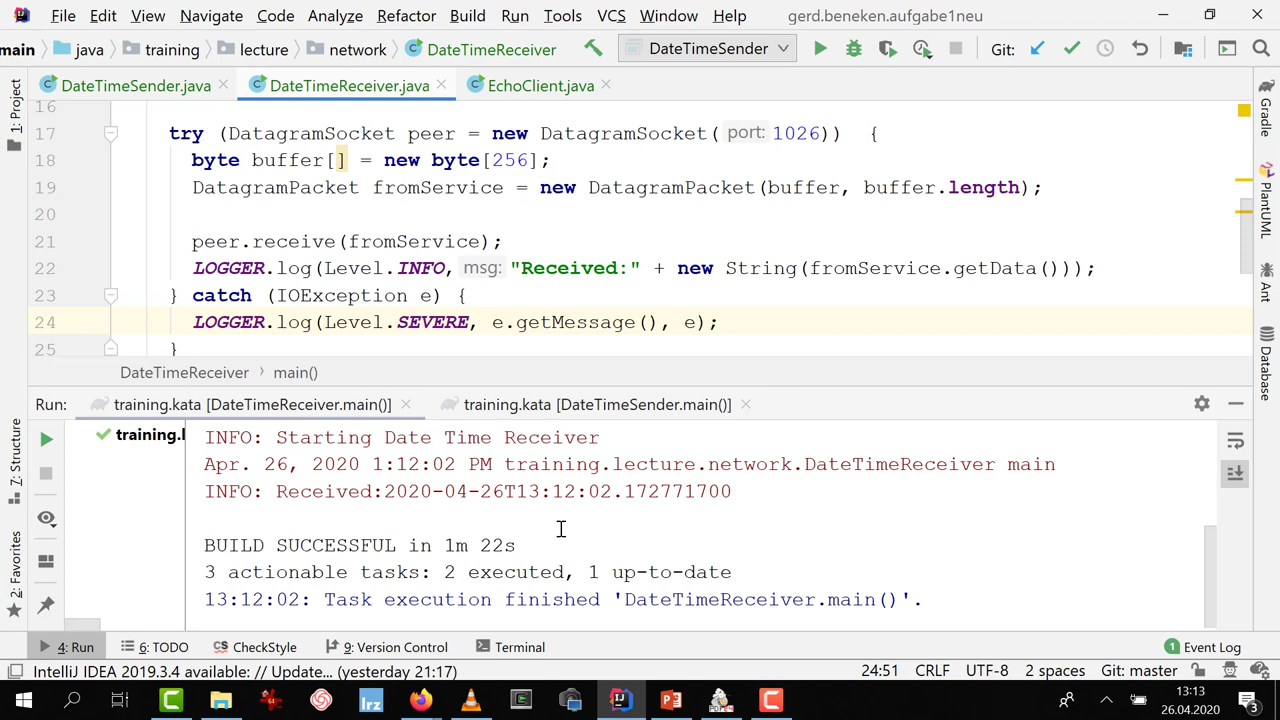 File Edit View Navigate Code Analyze Refactor Build Run Tools VCS Window Help gerd.beneken.aufgabe1neu
main java training lecture network DateTimeReceiver DateTimeSender Git:
DateTimeSender.java DateTimeReceiver.java EchoClient.java
1: Project
Gradle
PlantUML
Ant
Database
16
17 try (DatagramSocket peer = new DatagramSocket( port: 1026)) {
18 byte buffer[] = new byte[256];
19 DatagramPacket fromService = new DatagramPacket(buffer, buffer.length);
20
21 peer.receive(fromService);
22 LOGGER.log(Level.INFO, msg: "Received:" + new String(fromService.getData()));
23 } catch (IOException e) {
24 LOGGER.log(Level.SEVERE, e.getMessage(), e);
25 }
DateTimeReceiver › main()
Run: training.kata [DateTimeReceiver.main()] training.kata [DateTimeSender.main()]
Z: Structure
2: Favorites
training.k
INFO: Starting Date Time Receiver
Apr. 26, 2020 1:12:02 PM training.lecture.network.DateTimeReceiver main
INFO: Received:2020-04-26T13:12:02.172771700
BUILD SUCCESSFUL in 1m 22s
3 actionable tasks: 2 executed, 1 up-to-date
13:12:02: Task execution finished 'DateTimeReceiver.main()'.
4: Run 6: TODO CheckStyle 9: Version Control Terminal 1 Event Log
IntelliJ IDEA 2019.3.4 available: // Update... (yesterday 21:17) 24:51 CRLF UTF-8 2 spaces Git: master
lrz
13:13
26.04.2020
3